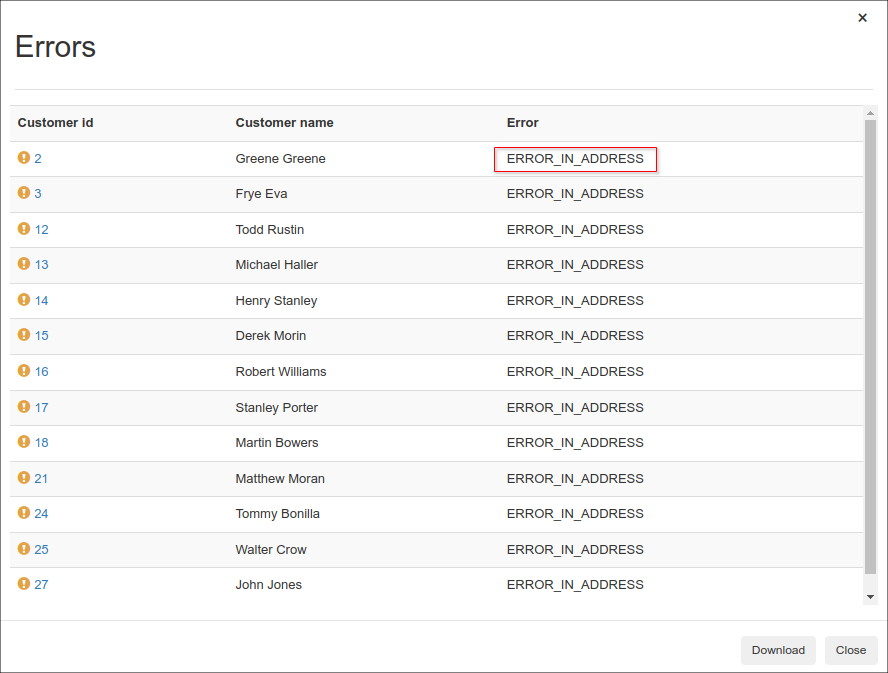 ×
Errors
Customer id Customer name Error
2 Greene Greene ERROR_IN_ADDRESS
3 Frye Eva ERROR_IN_ADDRESS
12 Todd Rustin ERROR_IN_ADDRESS
13 Michael Haller ERROR_IN_ADDRESS
14 Henry Stanley ERROR_IN_ADDRESS
15 Derek Morin ERROR_IN_ADDRESS
16 Robert Williams ERROR_IN_ADDRESS
17 Stanley Porter ERROR_IN_ADDRESS
18 Martin Bowers ERROR_IN_ADDRESS
21 Matthew Moran ERROR_IN_ADDRESS
24 Tommy Bonilla ERROR_IN_ADDRESS
25 Walter Crow ERROR_IN_ADDRESS
27 John Jones ERROR_IN_ADDRESS
Download Close